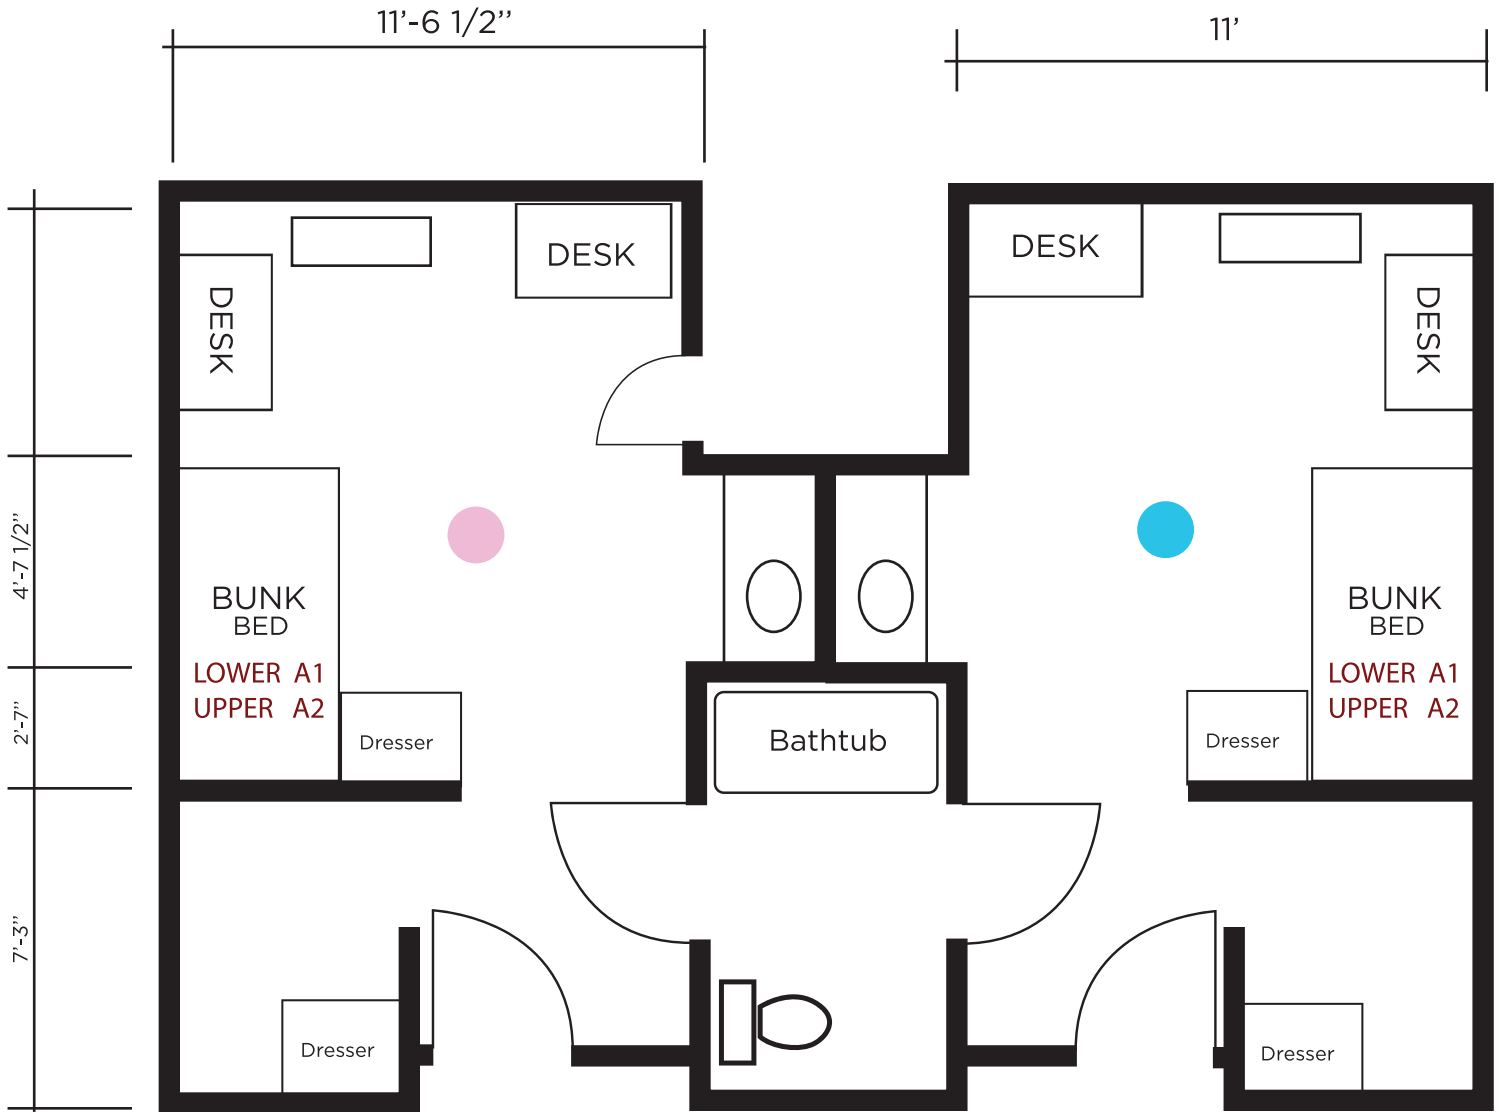 11’-6 1/2”
11’
DESK
DESK
DESK
DESK
4’-7 1/2”
BUNK
BED
LOWER A1
UPPER A2
BUNK
BED
LOWER A1
UPPER A2
2’-7”
Dresser
Bathtub
Dresser
7’-3”
Dresser
Dresser